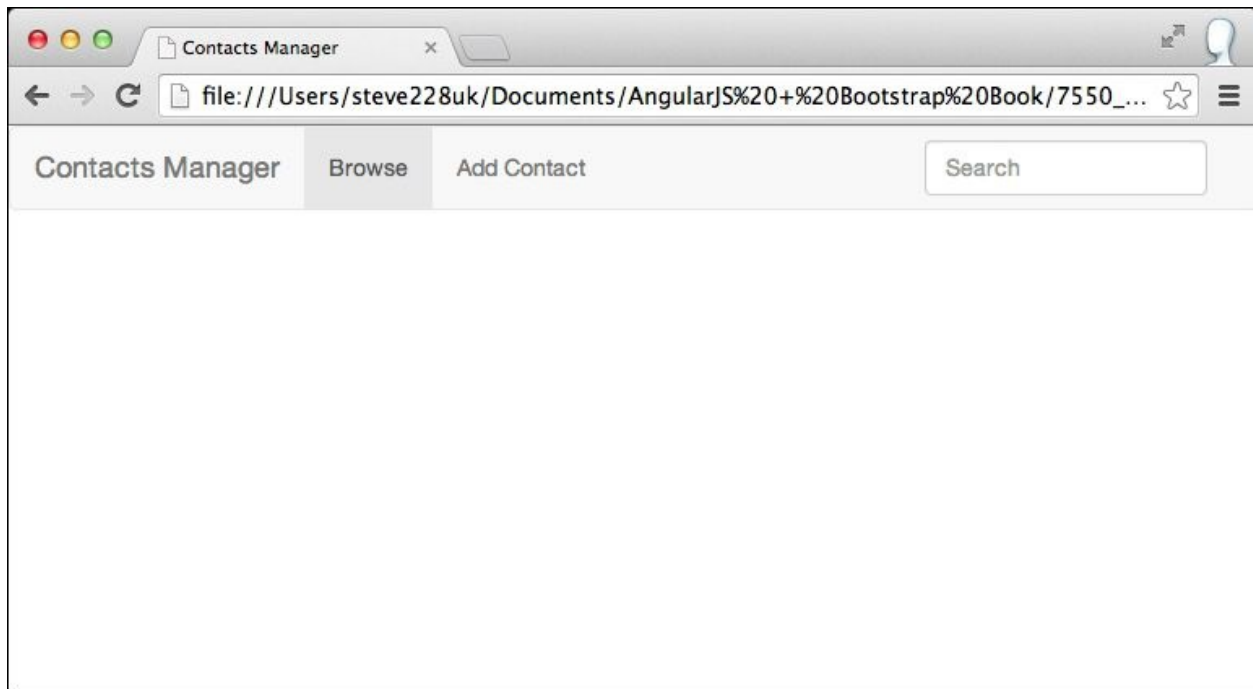 Contacts Manager
file:///Users/steve228uk/Documents/AngularJS%20+%20Bootstrap%20Book/7550_...
Contacts Manager Browse Add Contact Search